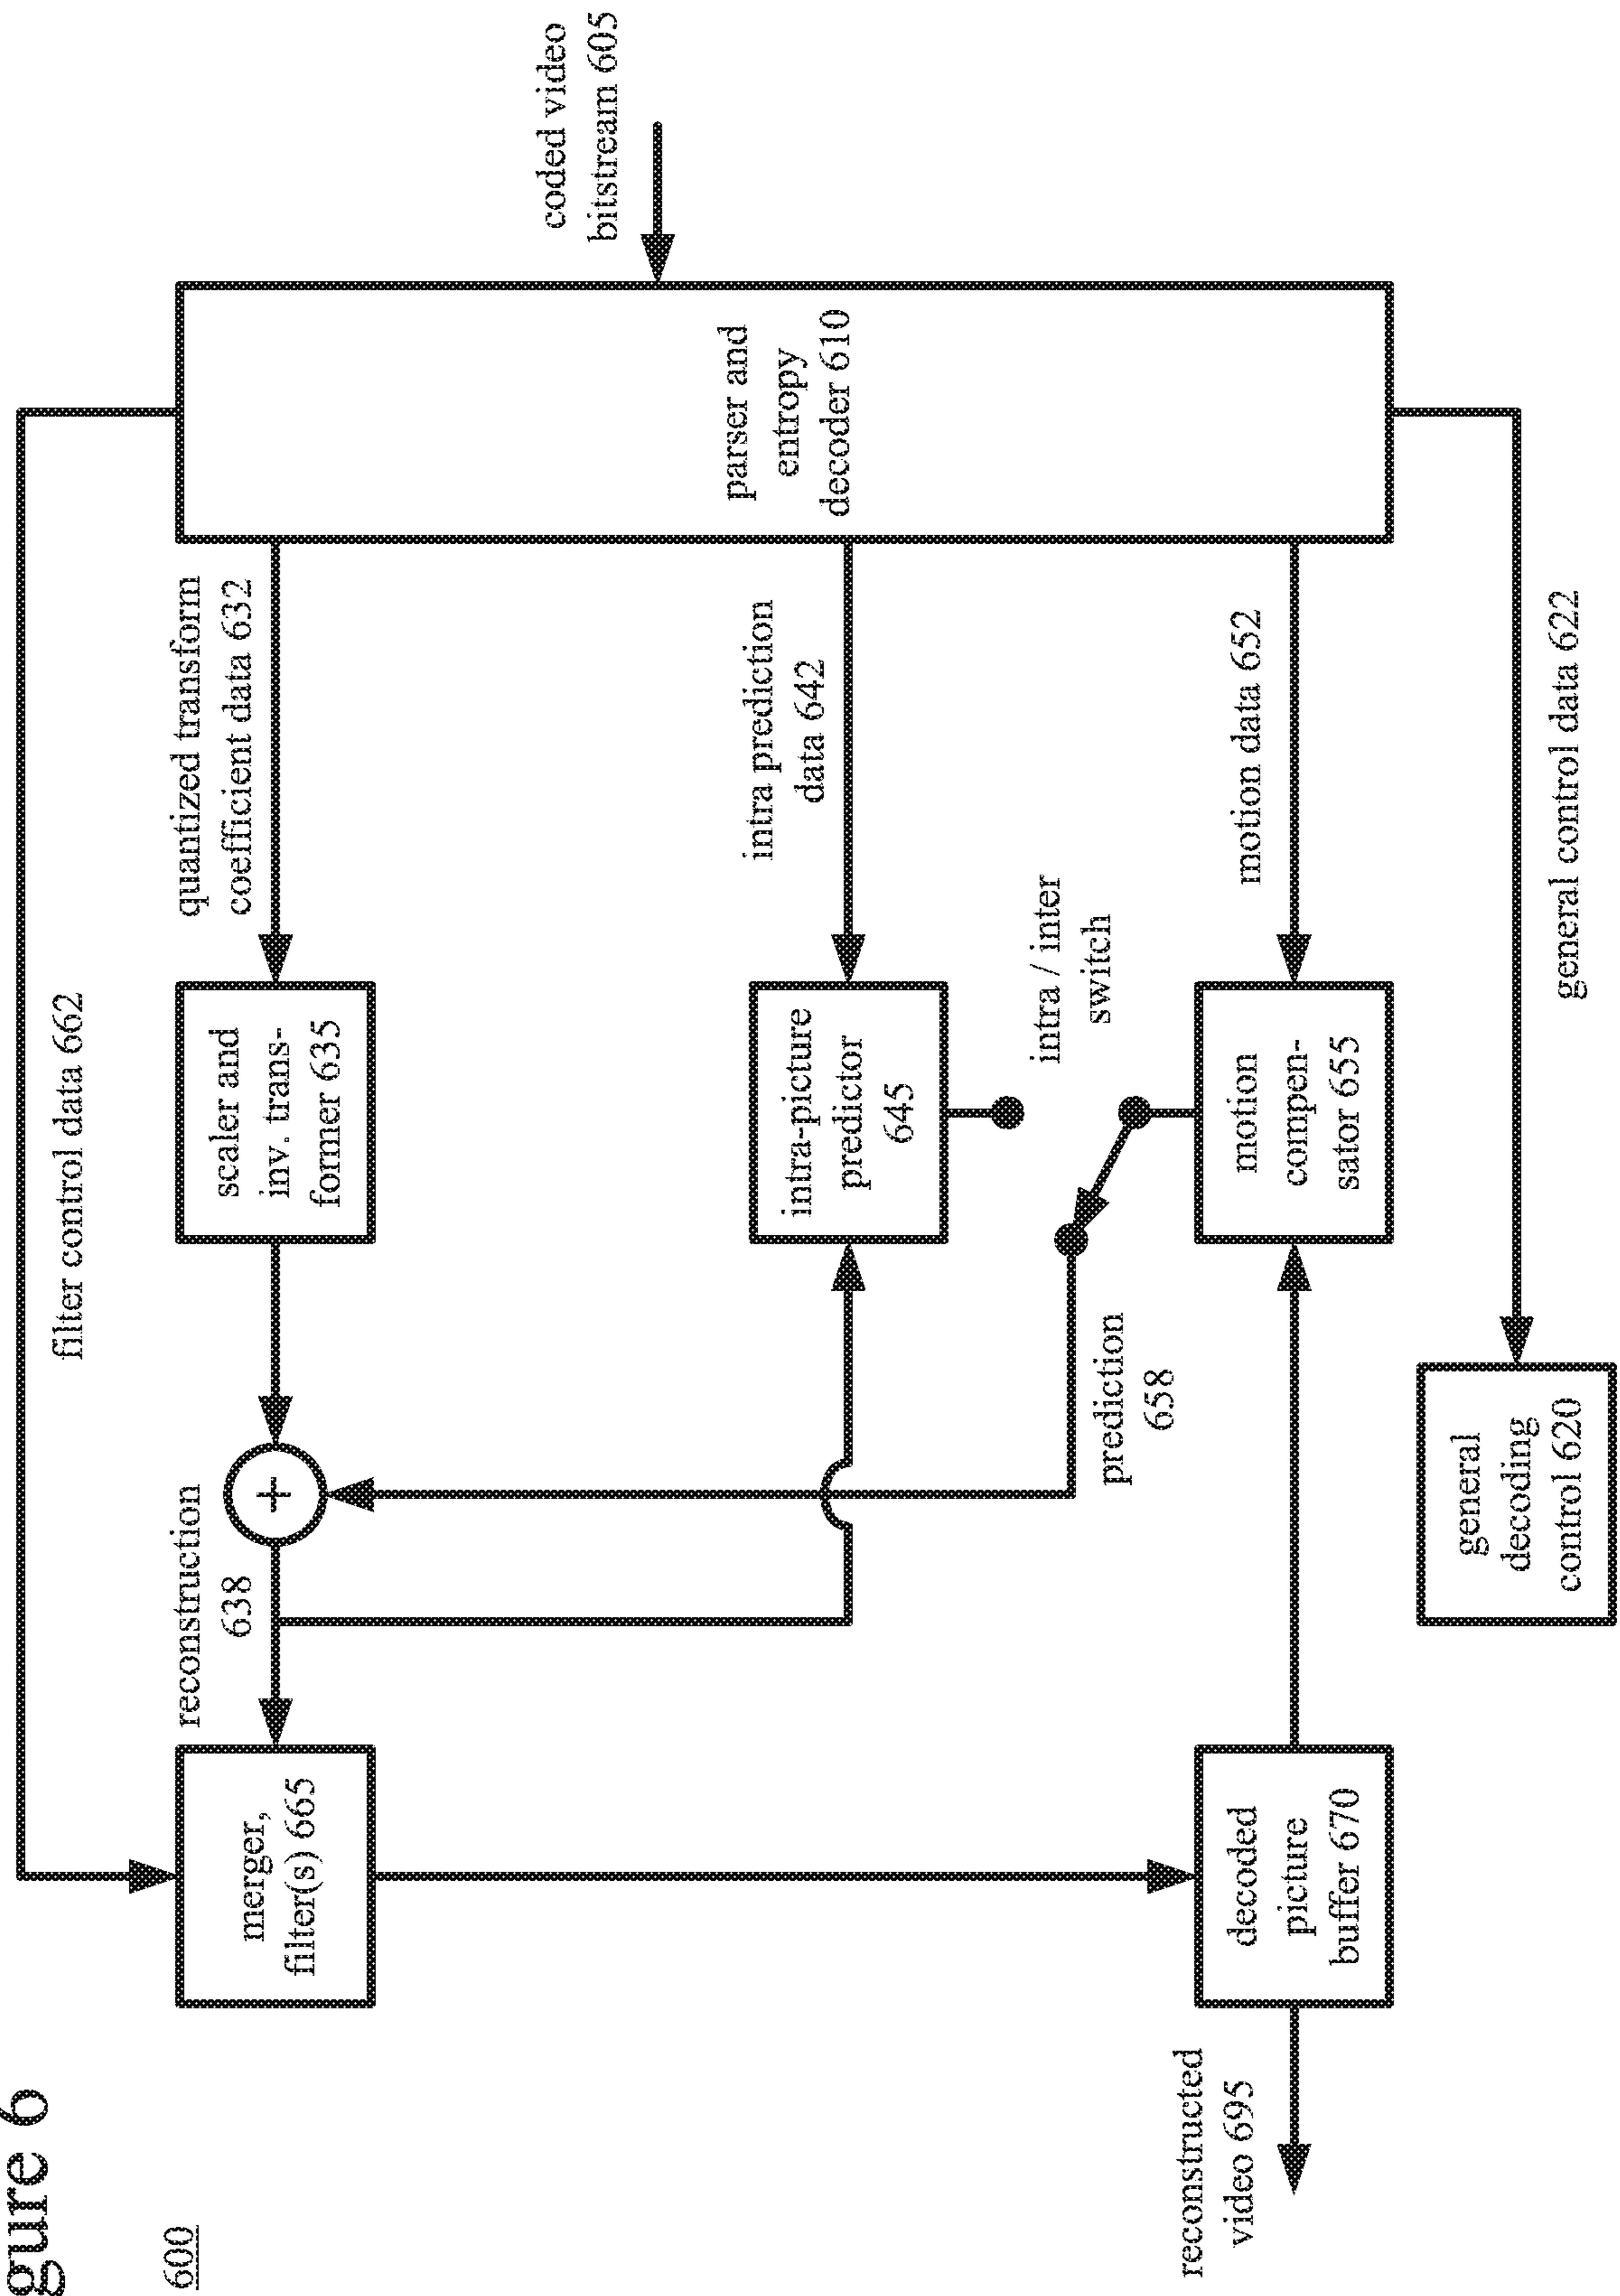 gure 6
600
filter control data 662
merger,
filter(s) 665
reconstruction
638
+
scaler and
inv. trans-
former 635
quantized transform
coefficient data 632
coded video
bitstream 605
parser and
entropy
decoder 610
intra-picture
predictor
645
intra prediction
data 642
intra / inter
switch
prediction
658
reconstructed
video 695
decoded
picture
buffer 670
motion
compen-
sator 655
motion data 652
general
decoding
control 620
general control data 622